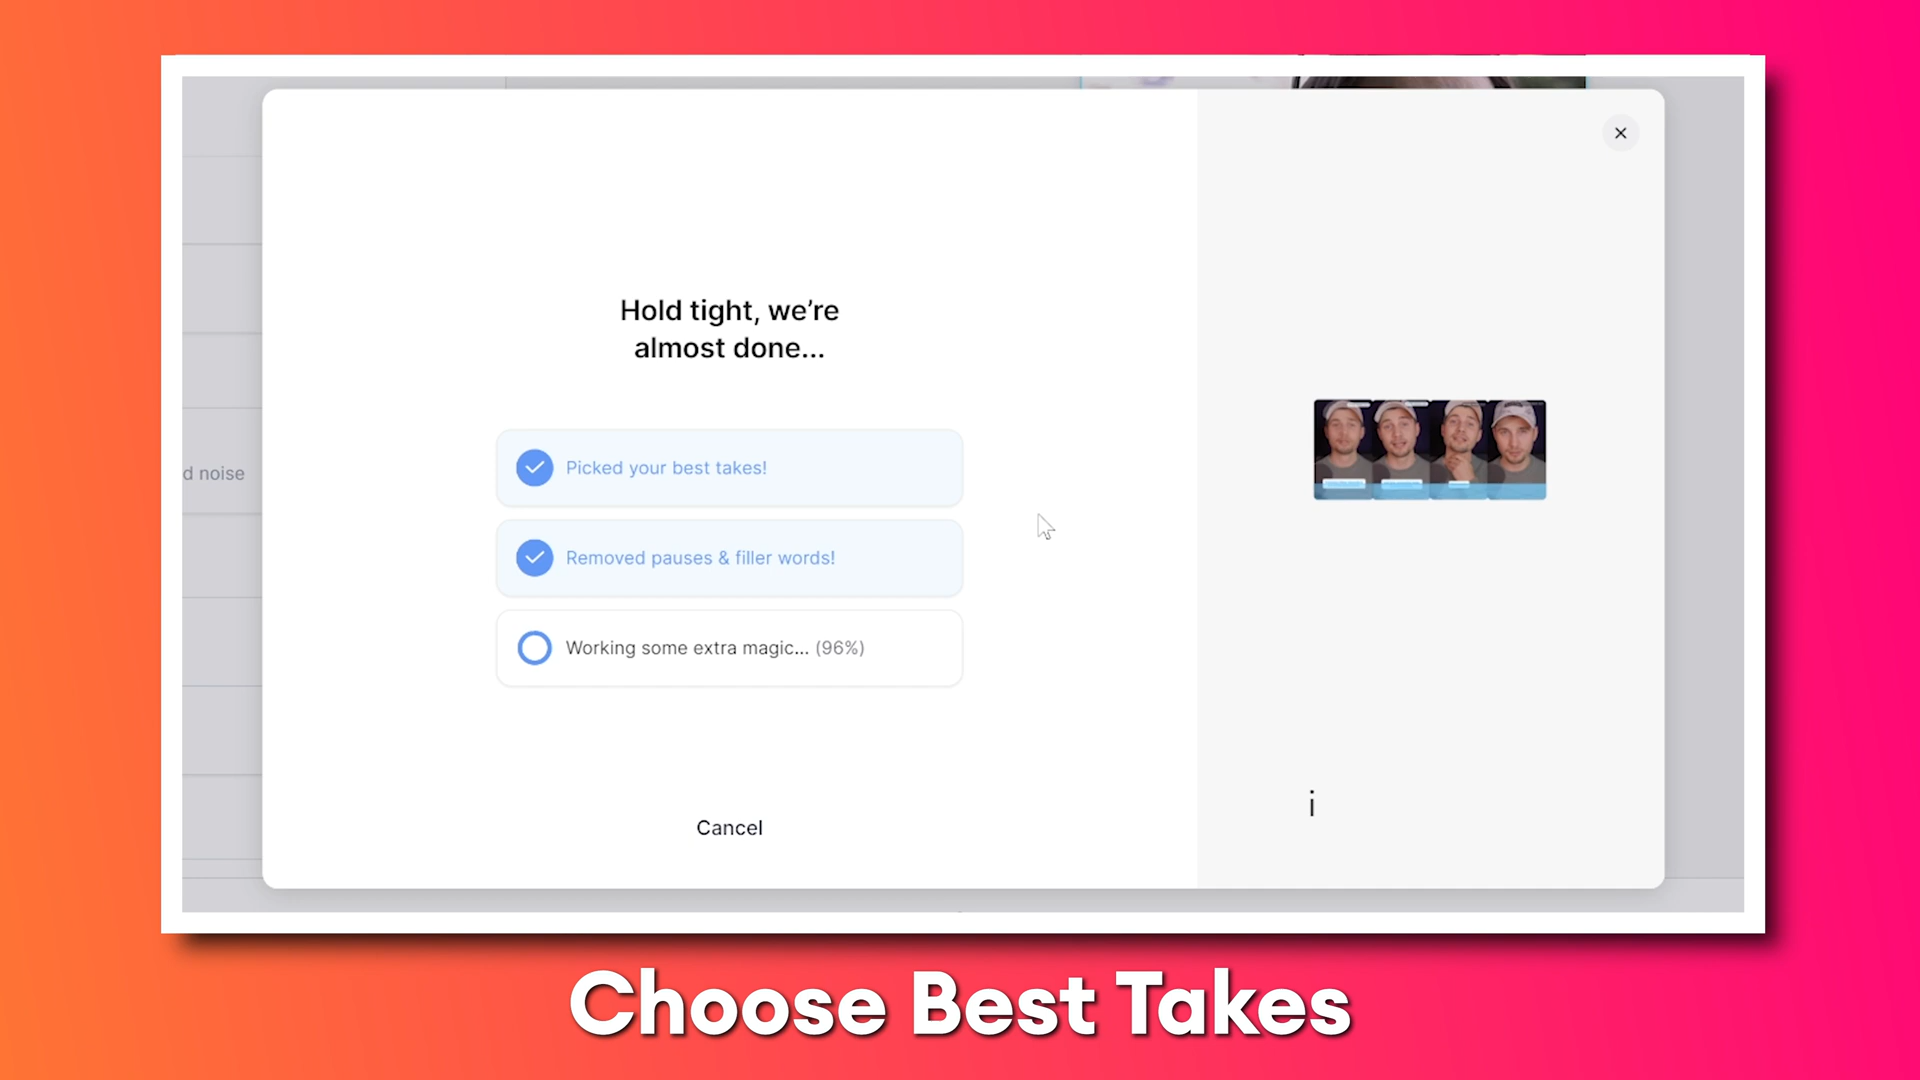 Hold tight, we’re
almost done...
d noise
Picked your best takes!
Removed pauses & filler words!
Working some extra magic... (96%)
i
Cancel
Choose Best Takes